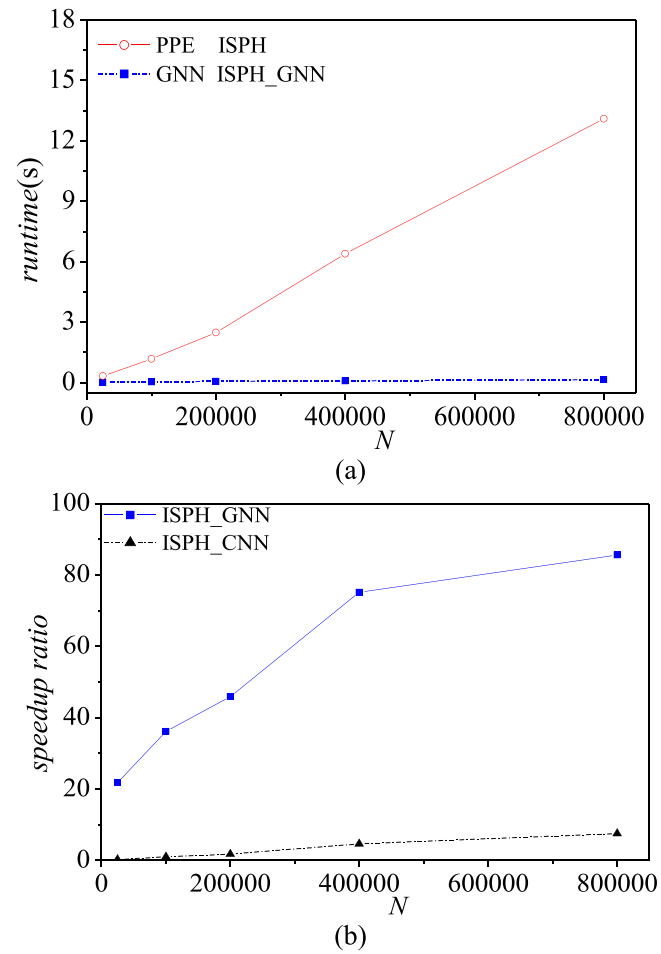 18
15
12
9
6
3
0
runtime(s)
PPE ISPH
GNN ISPH_GNN
0 200000 400000 600000 800000
N
(a)
100
80
60
40
20
0
speedup ratio
ISPH_GNN
ISPH_CNN
0 200000 400000 600000 800000
N
(b)